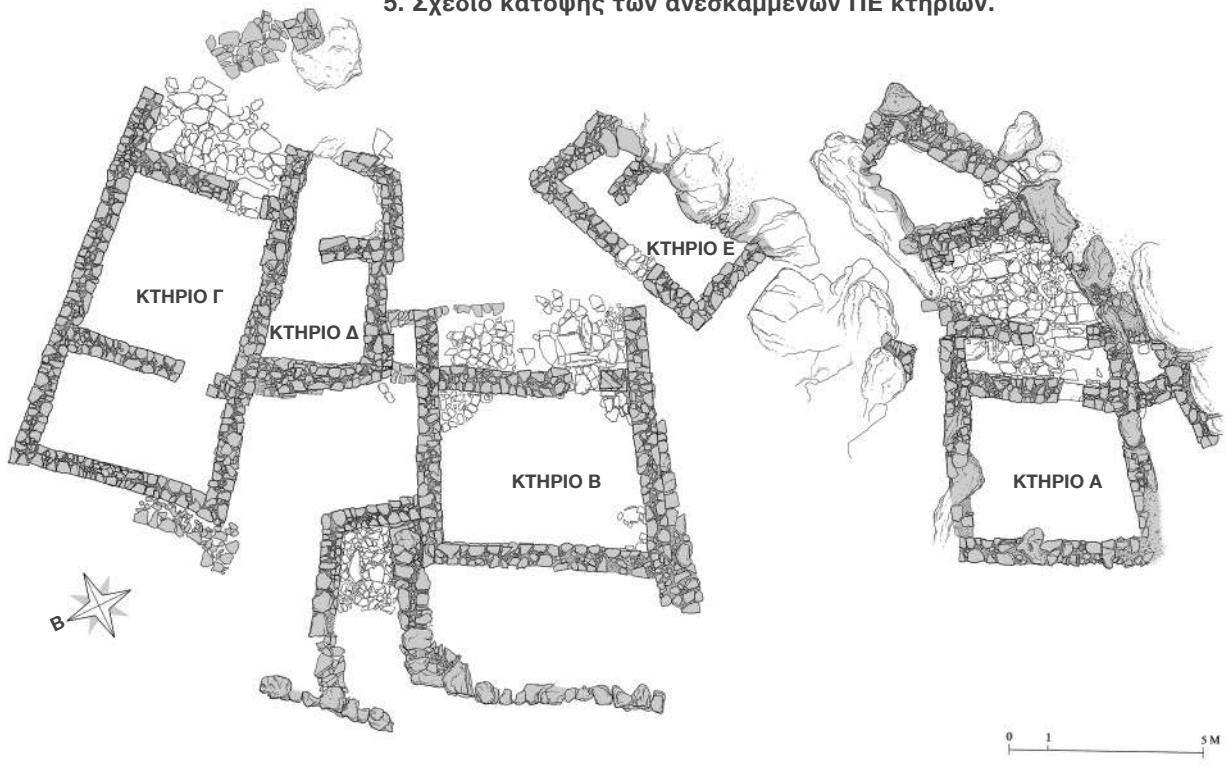 5. Σχέδιο κάτοψης των ανεσκαμμένων ΠΕ κτηρίων.
ΚΤΗΡΙΟ Ε
ΚΤΗΡΙΟ Γ
ΚΤΗΡΙΟ Δ
ΚΤΗΡΙΟ Β
ΚΤΗΡΙΟ Α
Β
0 1 5 Μ